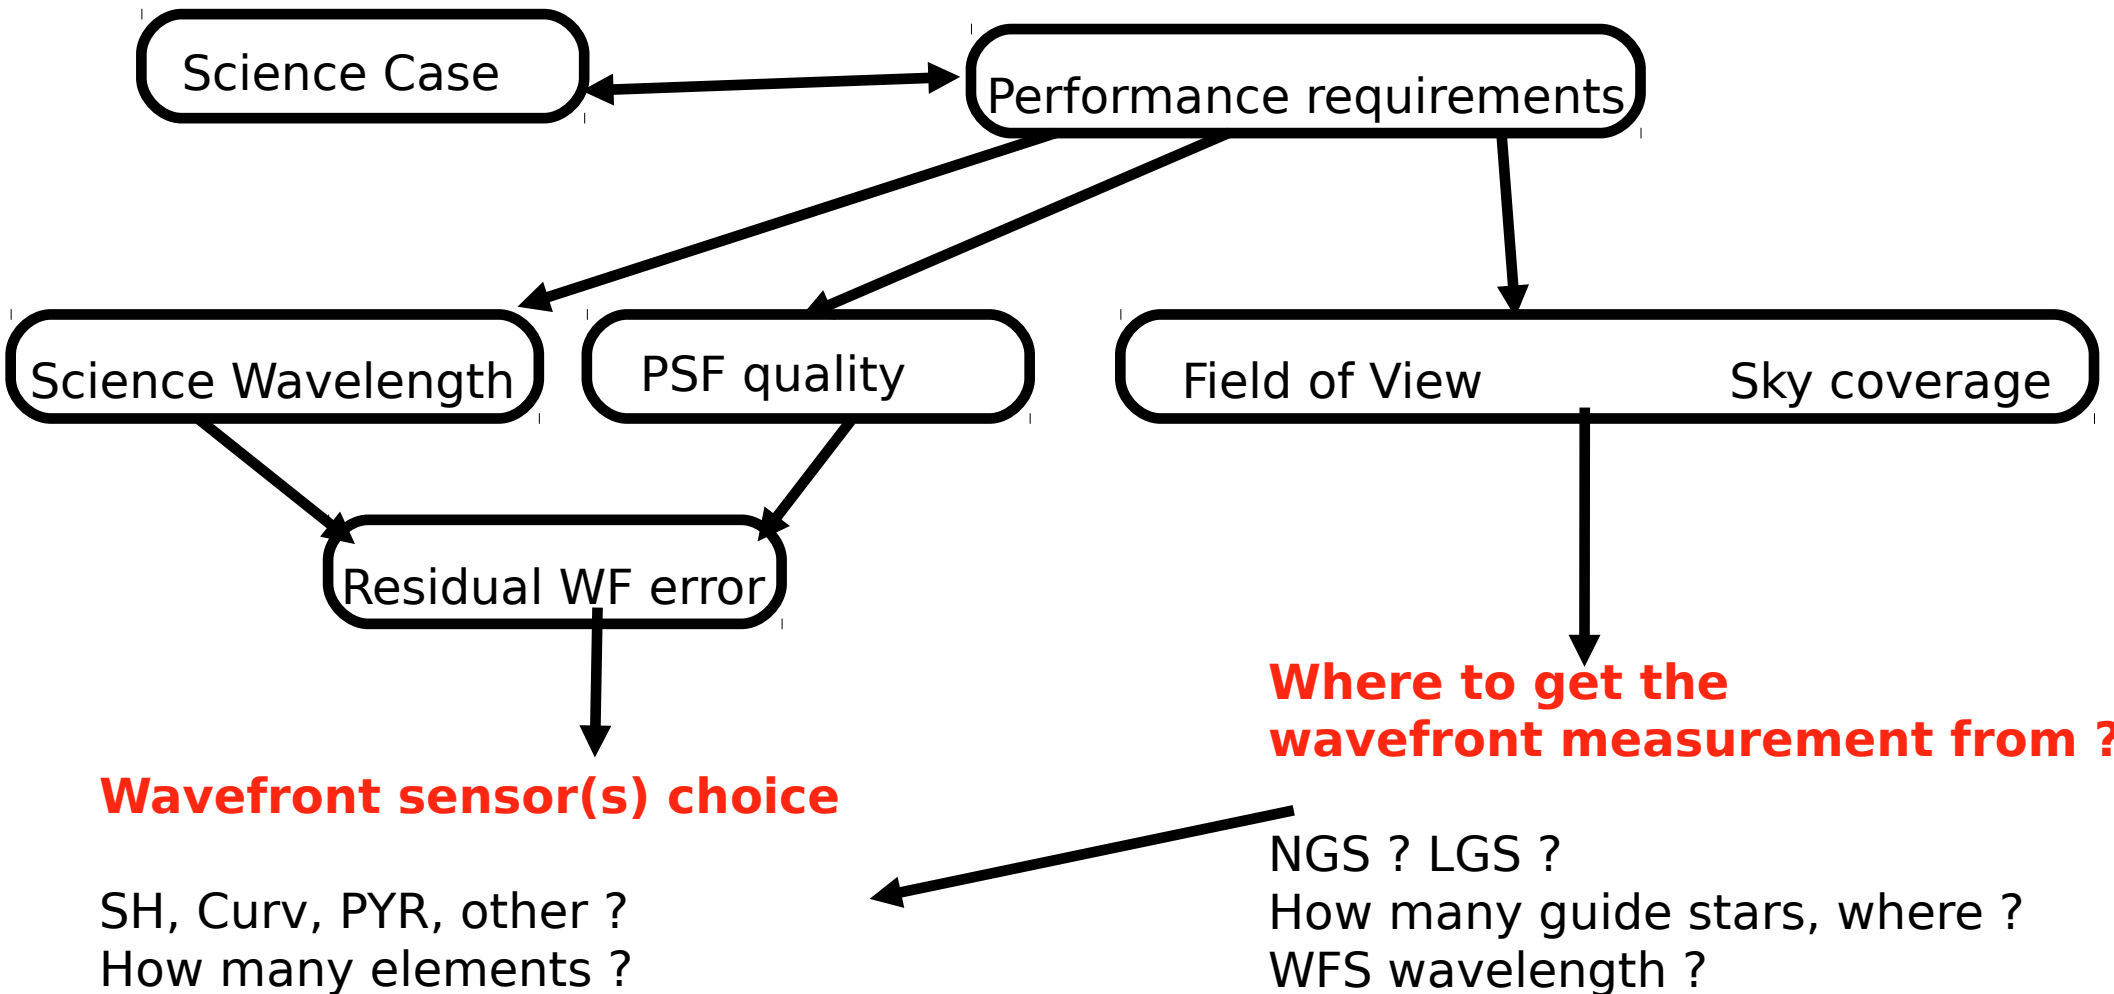 Science Case
Performance requirements
Science Wavelength
PSF quality
Field of View Sky coverage
Residual WF error
Where to get the
wavefront measurement from ?
Wavefront sensor(s) choice
NGS ? LGS ?
How many guide stars, where ?
WFS wavelength ?
SH, Curv, PYR, other ?
How many elements ?